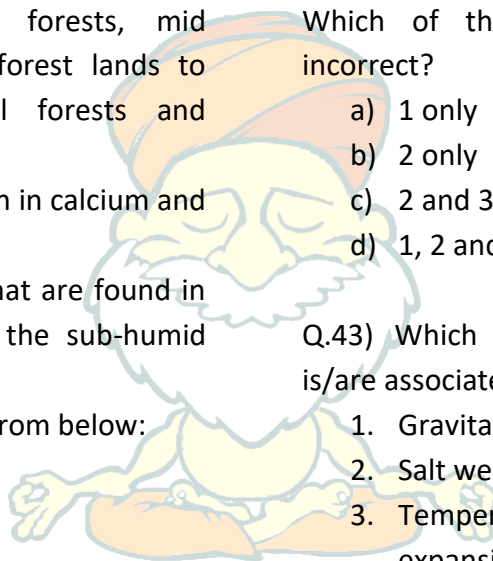 forests, mid
forest lands to
forests and
in calcium and
hat are found in
the sub-humid
rom below:
Which of th
incorrect?
a) 1 only
b) 2 only
c) 2 and 3
d) 1, 2 and
Q.43) Which
is/are associate
1. Gravita
2. Salt we
3. Temper
expansi